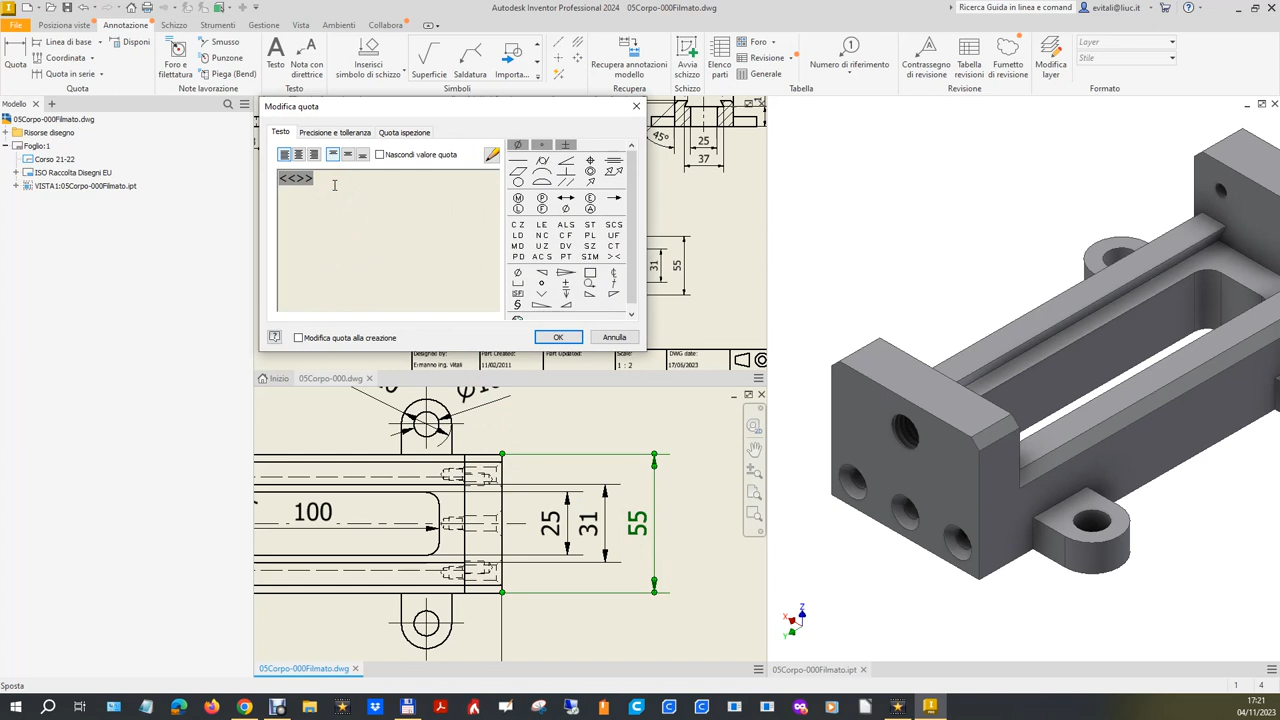 Autodesk Inventor Professional 2024 05Corpo-000Filmato.dwg
Ricerca Guida in linea e comand
evitali@liuc.it
File Posizione viste Annotazione Schizzo Strumenti Gestione Vista Ambienti Collabora
Quota
Linea di base
Coordinata
Quota in serie
Disponi
Quota
Foro e filettatura
Smusso
Punzone
Piega (Bend)
Note lavorazione
Testo
Nota con direttrice
Testo
Inserisci simbolo di schizzo
Superficie
Saldatura
Importa...
Simboli
Recupera annotazioni modello
Recupera
Avvia schizzo
Schizzo
Elenco parti
Foro
Revisione
Generale
Numero di riferimento
Tabella
Contrassegno di revisione
Tabella revisioni
Fumetto di revisioni
Revisione
Modifica layer
Layer
Stile
Formato
Modello
05Corpo-000Filmato.dwg
Risorse disegno
Foglio:1
Corso 21-22
ISO Raccolta Disegni EU
VISTA1:05Corpo-000Filmato.ipt
Modifica quota
Testo Precisione e tolleranza Quota ispezione
Nascondi valore quota
<<>>
CZ LE ALS ST SCS
LD NC CF PL UF
MD UZ DV SZ CT
PD ACS PT SIM ><
Modifica quota alla creazione
OK
Annulla
45°
25
37
31
55
Designed by:
Ermanno ing. Vitali
Part Created:
11/02/2011
Part Updated:
Scale:
1 : 2
DWG date:
17/06/2023
Inizio
05Corpo-000.dwg
100
25
31
55
05Corpo-000Filmato.dwg
X
Y
Z
05Corpo-000Filmato.ipt
Sposta
1 4
17:21
04/11/2023